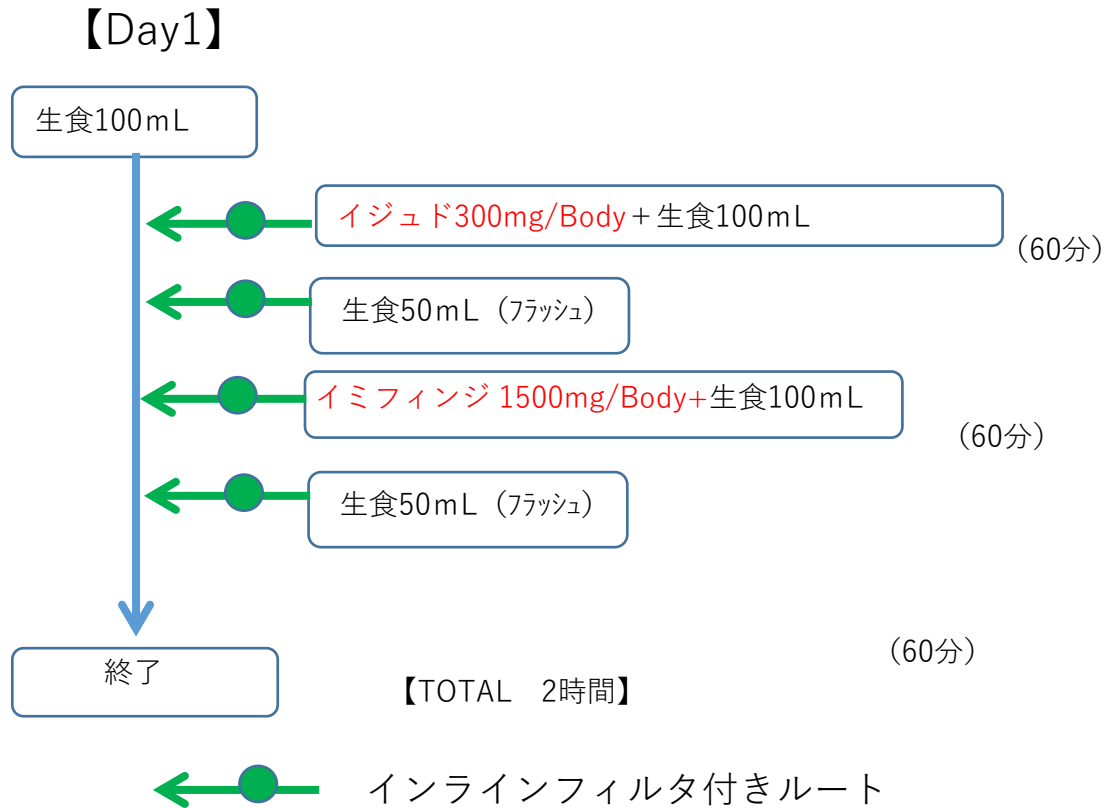 【Day1】
生食100mL
イジュド300mg/Body＋生食100mL
（60分）
生食50mL（ﾌﾗｯｼｭ）
イミフィンジ 1500mg/Body+生食100mL
（60分）
生食50mL（ﾌﾗｯｼｭ）
（60分）
終了
【TOTAL　2時間】
インラインフィルタ付きルート